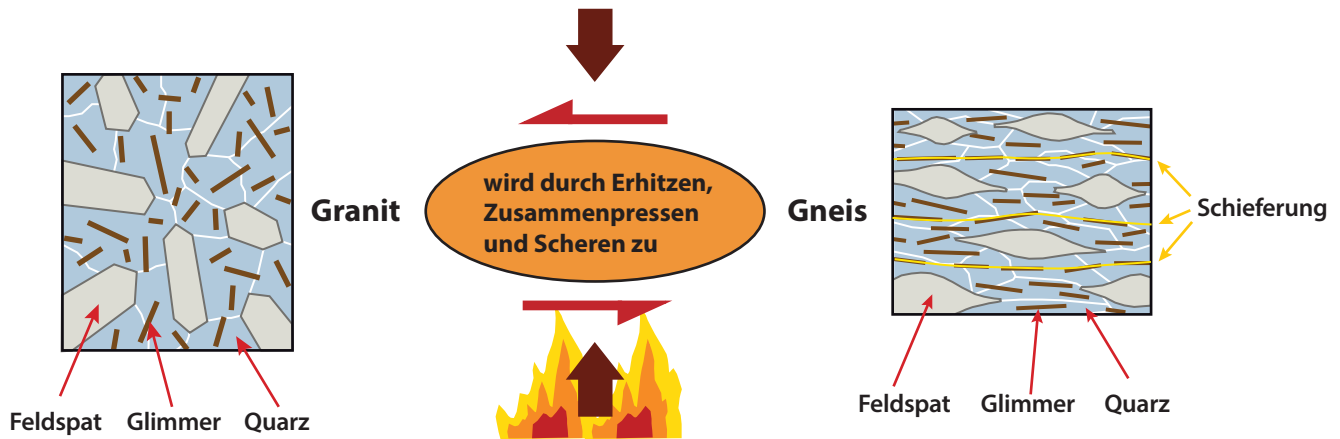 Granit
wird durch Erhitzen,
Zusammenpressen
und Scheren zu
Gneis
Schieferung
Feldspat
Glimmer
Quarz
Feldspat
Glimmer
Quarz